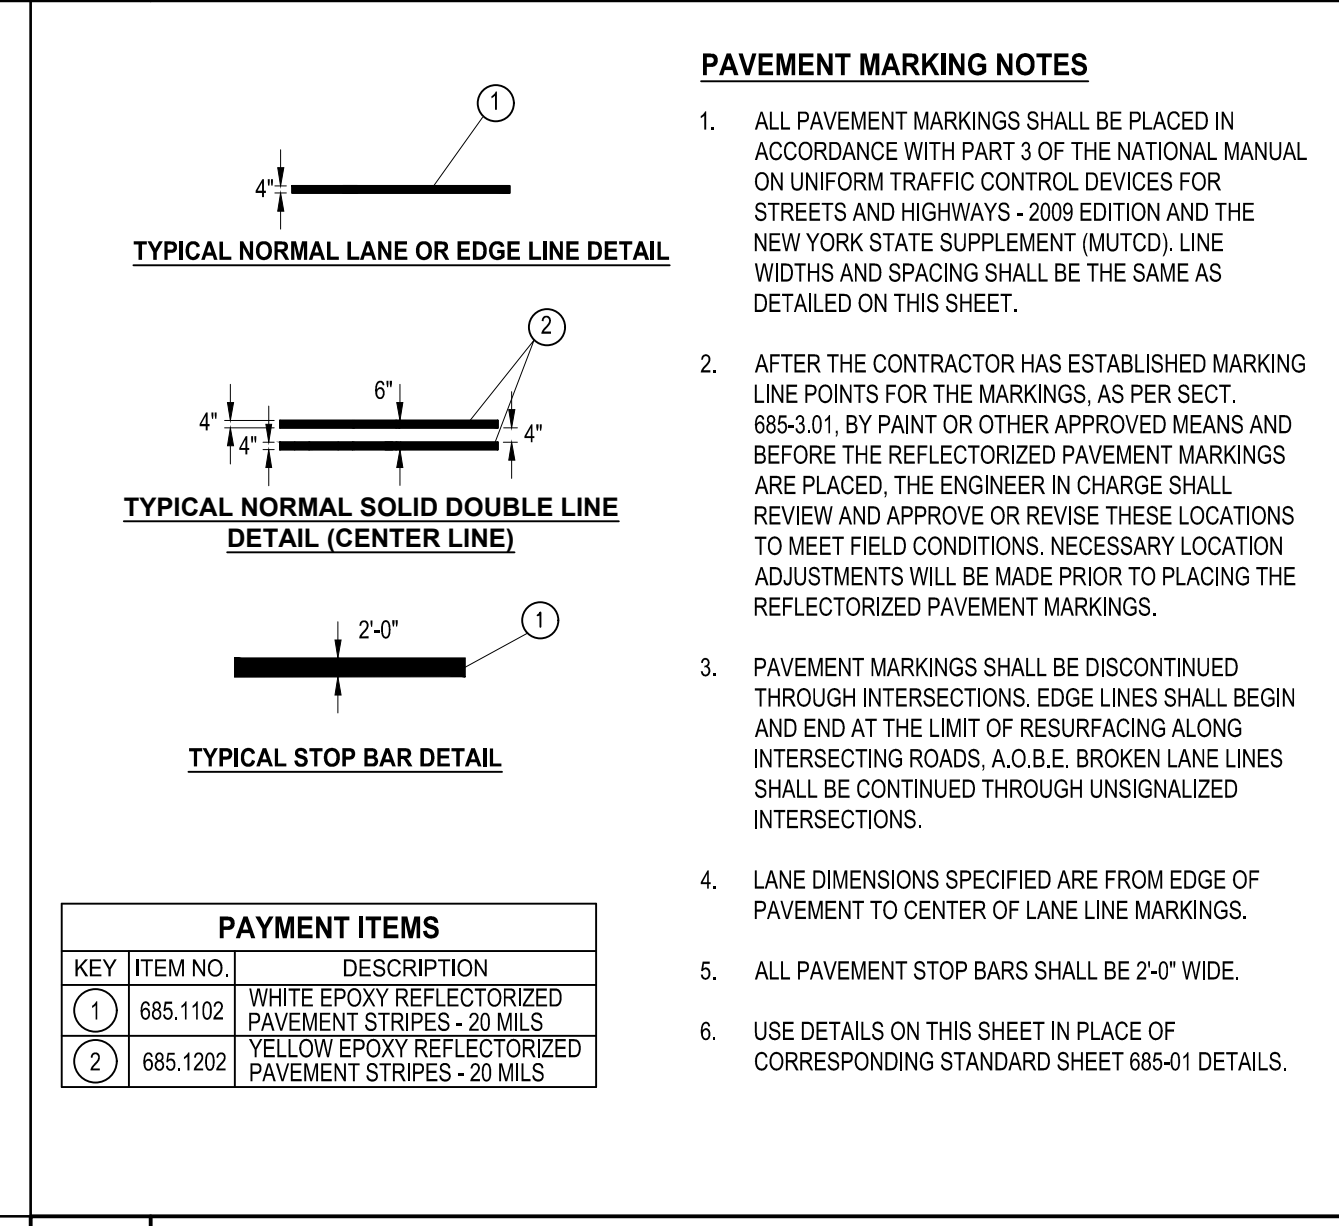 1
4"
TYPICAL NORMAL LANE OR EDGE LINE DETAIL
2
6"
4"
4"
4"
TYPICAL NORMAL SOLID DOUBLE LINE
DETAIL (CENTER LINE)
1
2'-0"
TYPICAL STOP BAR DETAIL
PAYMENT ITEMS
KEY ITEM NO. DESCRIPTION
1 685.1102 WHITE EPOXY REFLECTORIZED
PAVEMENT STRIPES - 20 MILS
2 685.1202 YELLOW EPOXY REFLECTORIZED
PAVEMENT STRIPES - 20 MILS
PAVEMENT MARKING NOTES
1. ALL PAVEMENT MARKINGS SHALL BE PLACED IN
ACCORDANCE WITH PART 3 OF THE NATIONAL MANUAL
ON UNIFORM TRAFFIC CONTROL DEVICES FOR
STREETS AND HIGHWAYS - 2009 EDITION AND THE
NEW YORK STATE SUPPLEMENT (MUTCD). LINE
WIDTHS AND SPACING SHALL BE THE SAME AS
DETAILED ON THIS SHEET.
2. AFTER THE CONTRACTOR HAS ESTABLISHED MARKING
LINE POINTS FOR THE MARKINGS, AS PER SECT.
685-3.01, BY PAINT OR OTHER APPROVED MEANS AND
BEFORE THE REFLECTORIZED PAVEMENT MARKINGS
ARE PLACED, THE ENGINEER IN CHARGE SHALL
REVIEW AND APPROVE OR REVISE THESE LOCATIONS
TO MEET FIELD CONDITIONS. NECESSARY LOCATION
ADJUSTMENTS WILL BE MADE PRIOR TO PLACING THE
REFLECTORIZED PAVEMENT MARKINGS.
3. PAVEMENT MARKINGS SHALL BE DISCONTINUED
THROUGH INTERSECTIONS. EDGE LINES SHALL BEGIN
AND END AT THE LIMIT OF RESURFACING ALONG
INTERSECTING ROADS, A.O.B.E. BROKEN LANE LINES
SHALL BE CONTINUED THROUGH UNSIGNALIZED
INTERSECTIONS.
4. LANE DIMENSIONS SPECIFIED ARE FROM EDGE OF
PAVEMENT TO CENTER OF LANE LINE MARKINGS.
5. ALL PAVEMENT STOP BARS SHALL BE 2'-0" WIDE.
6. USE DETAILS ON THIS SHEET IN PLACE OF
CORRESPONDING STANDARD SHEET 685-01 DETAILS.